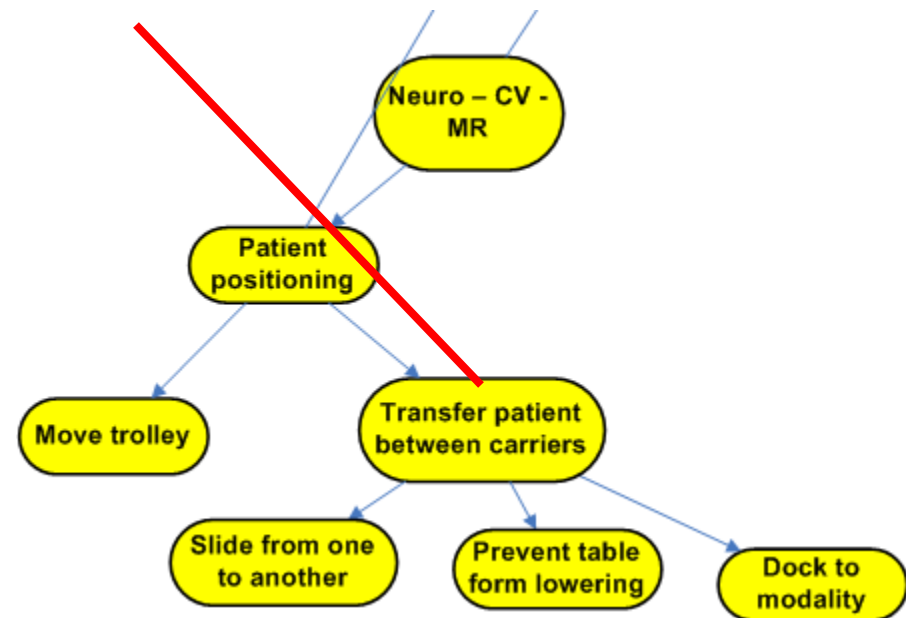 Neuro – CV -
MR
Patient
positioning
Move trolley
Transfer patient
between carriers
Slide from one
to another
Prevent table
form lowering
Dock to
modality